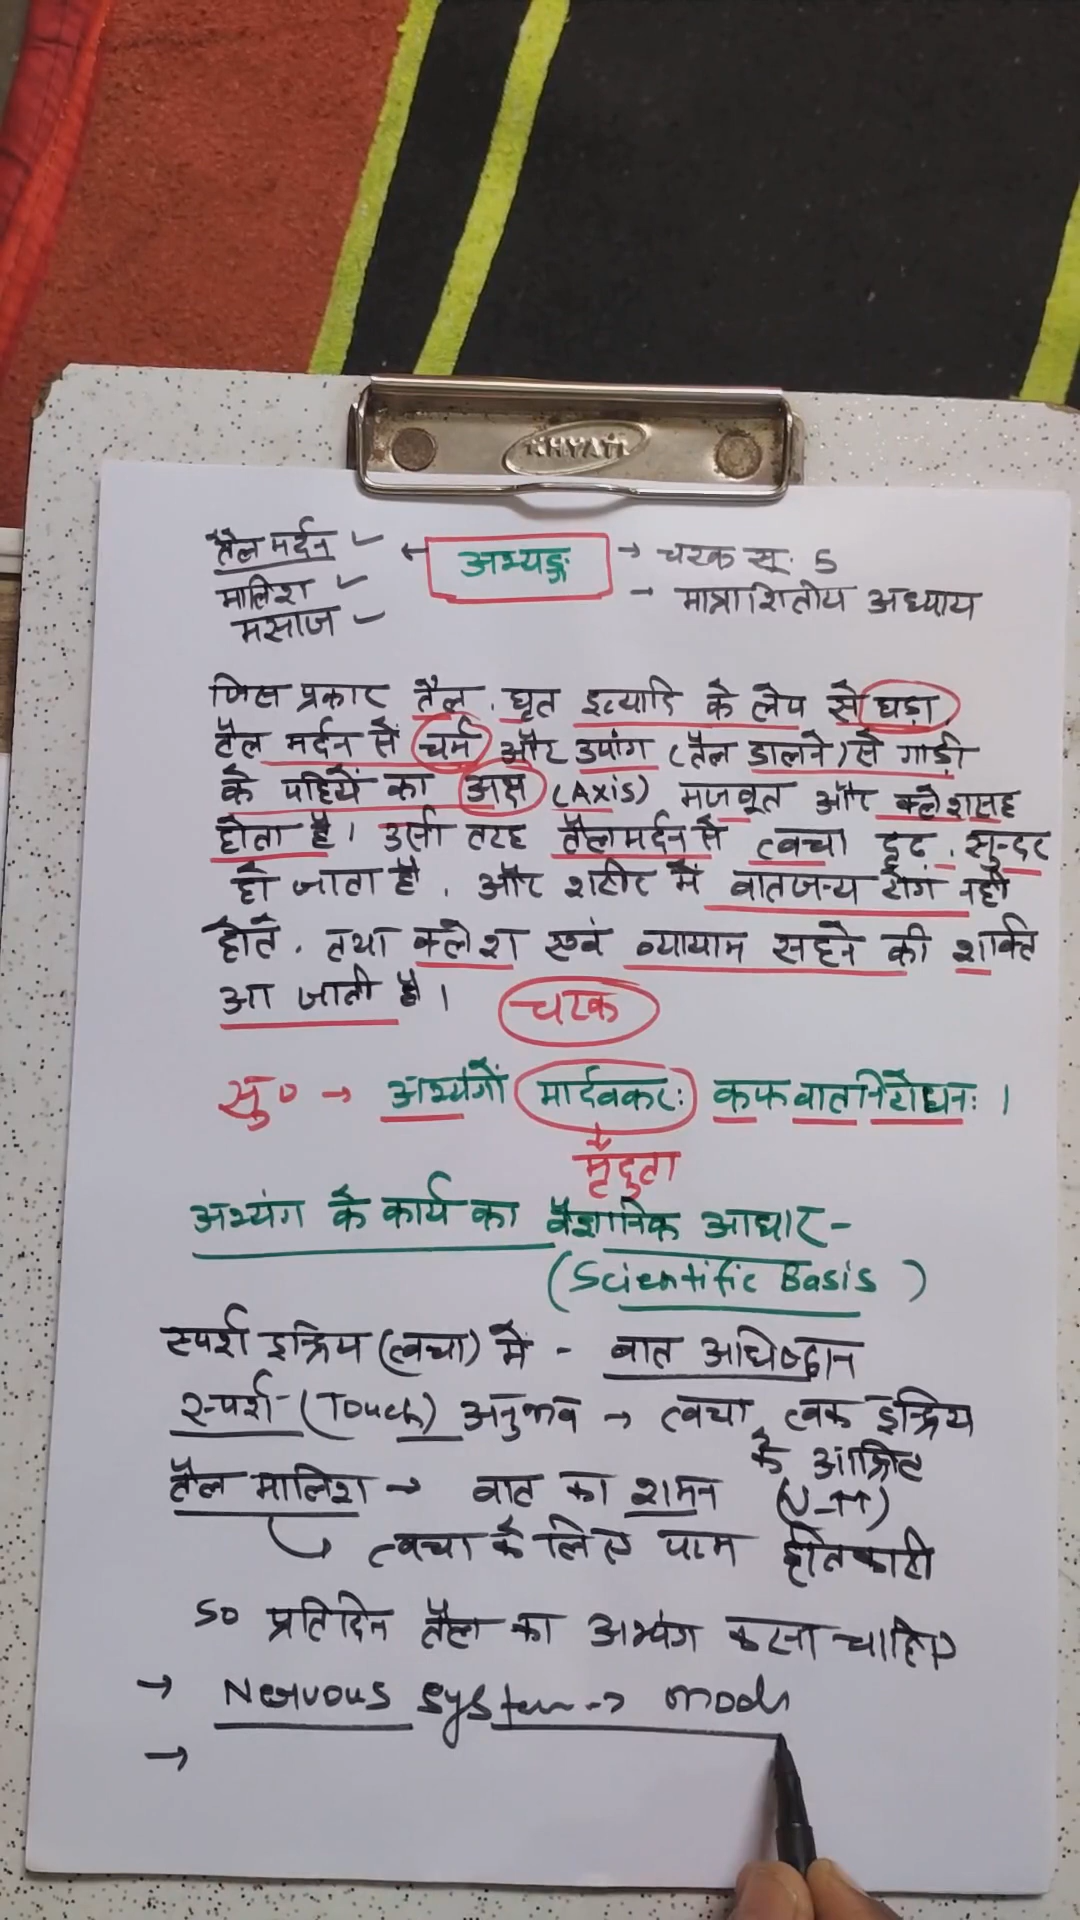 KHYATI
तैल मर्दन ← अभ्यङ्ग → चरक सू. 5
मालिश → मात्राशितीय अध्याय
मसाज
जिस प्रकार तैल, घृत इत्यादि के लेप से घड़ा,
तैल मर्दन से चर्म और उपांग (तैल डालने) से गाड़ी
के पहियें का अक्ष (Axis) मजबूत और क्लेशसह
होता है। उसी तरह तैलमर्दन से त्वचा दृढ़, सुन्दर
हो जाता है, और शरीर में वातजन्य रोग नहीं
होते, तथा क्लेश एवं व्यायाम सहने की शक्ति
आ जाती है। चरक
सु० → अभ्यंगो मार्दवकरः कफवातनिरोधनः।
मृदुता
अभ्यंग के कार्य का वैज्ञानिक आधार-
(Scientific Basis)
स्पर्श इन्द्रिय (त्वचा) में - वात अधिष्ठान
स्पर्श (Touch) अनुभव → त्वचा, त्वक इन्द्रिय
के आश्रित
तैल मालिश → वात का शमन
त्वचा के लिए परम हितकारी
So प्रतिदिन तैल का अभ्यंग करना चाहिए
→ Nervous system →
→